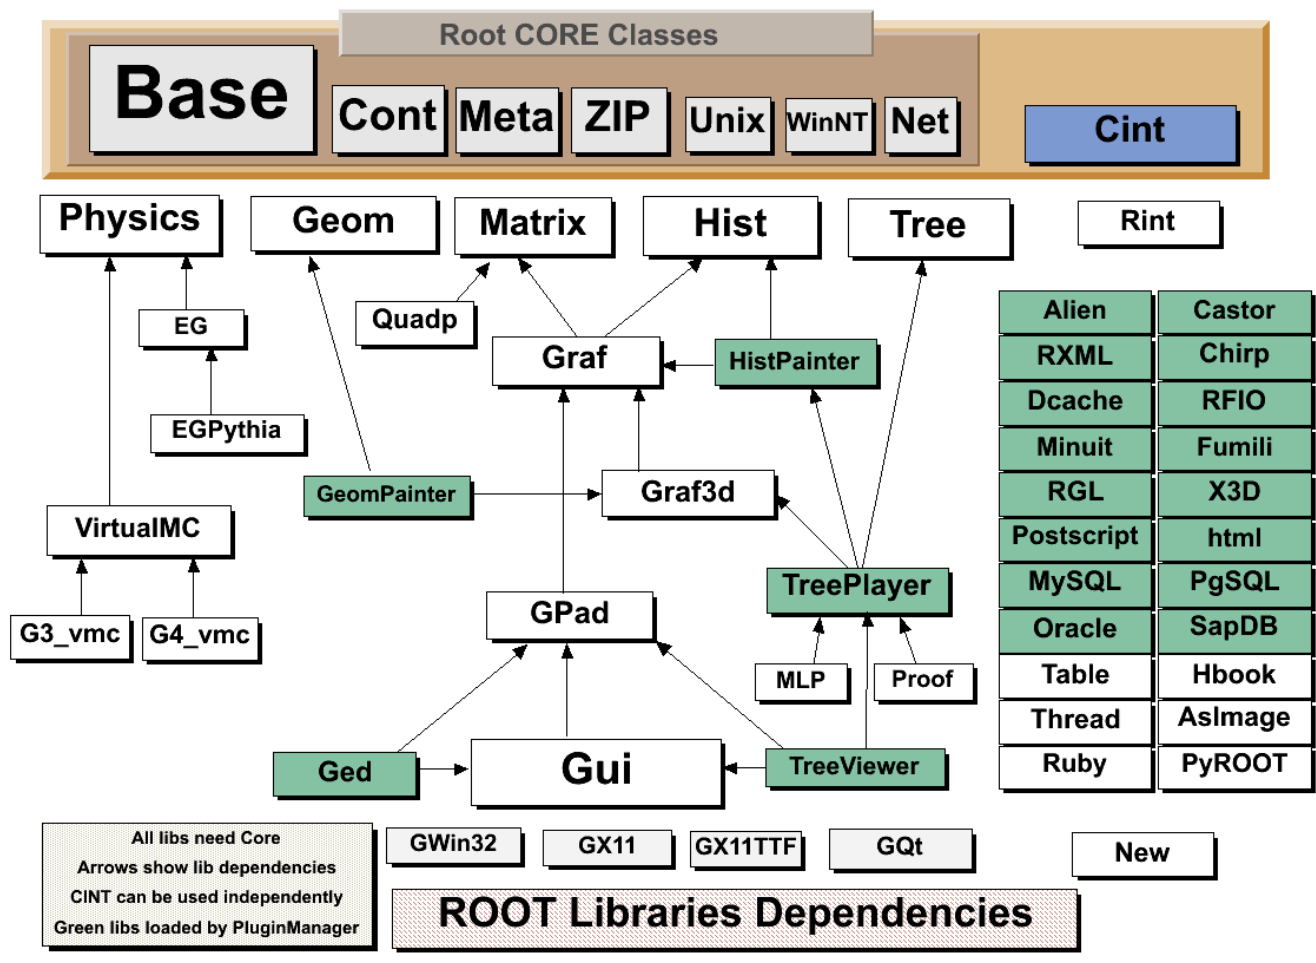 Root CORE Classes
Base
Cont
Meta
ZIP
Unix
WinNT
Net
Cint
Physics
Geom
Matrix
Hist
Tree
Rint
EG
Quadp
Graf
HistPainter
EGPythia
GeomPainter
Graf3d
VirtualMC
TreePlayer
GPad
G3_vmc
G4_vmc
MLP
Proof
Ged
Gui
TreeViewer
Alien
Castor
RXML
Chirp
Dcache
RFIO
Minuit
Fumili
RGL
X3D
Postscript
html
MySQL
PgSQL
Oracle
SapDB
Table
Hbook
Thread
AsImage
Ruby
PyROOT
All libs need Core
Arrows show lib dependencies
CINT can be used independently
Green libs loaded by PluginManager
GWin32
GX11
GX11TTF
GQt
New
ROOT Libraries Dependencies